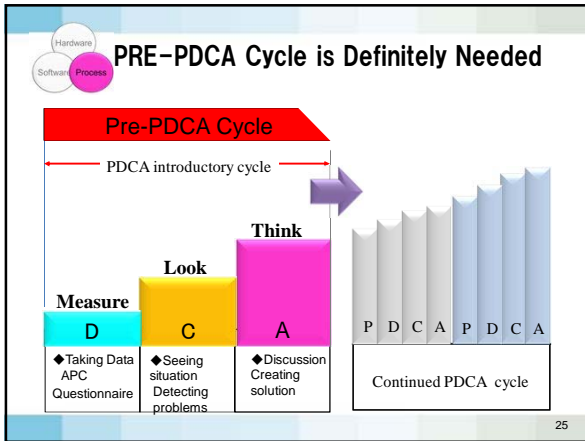 Hardware
Software
Process
PRE-PDCA Cycle is Definitely Needed
Pre-PDCA Cycle
PDCA introductory cycle
Measure
Look
Think
D
C
A
◆Taking Data
APC
Questionnaire
◆Seeing
situation
Detecting
problems
◆Discussion
Creating
solution
P D C A P D C A
Continued PDCA cycle
25